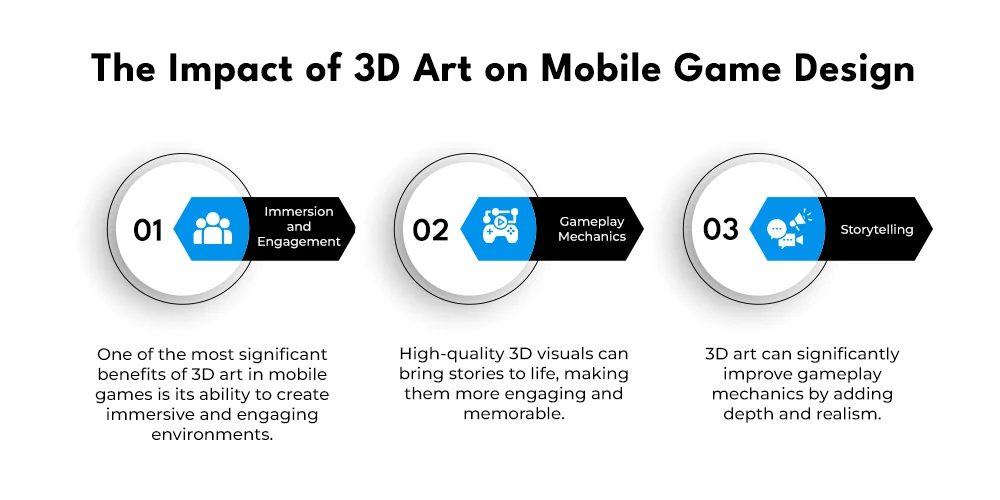 The Impact of 3D Art on Mobile Game Design
01
Immersion
and
Engagement
One of the most significant
benefits of 3D art in mobile
games is its ability to create
immersive and engaging
environments.
02
Gameplay
Mechanics
High-quality 3D visuals can
bring stories to life, making
them more engaging and
memorable.
03
Storytelling
3D art can significantly
improve gameplay
mechanics by adding
depth and realism.